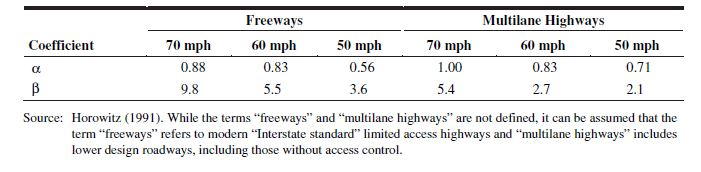 Freeways Multilane Highways
Coefficient 70 mph 60 mph 50 mph 70 mph 60 mph 50 mph
α 0.88 0.83 0.56 1.00 0.83 0.71
β 9.8 5.5 3.6 5.4 2.7 2.1
Source: Horowitz (1991). While the terms “freeways” and “multilane highways” are not defined, it can be assumed that the
term “freeways” refers to modern “Interstate standard” limited access highways and “multilane highways” includes
lower design roadways, including those without access control.